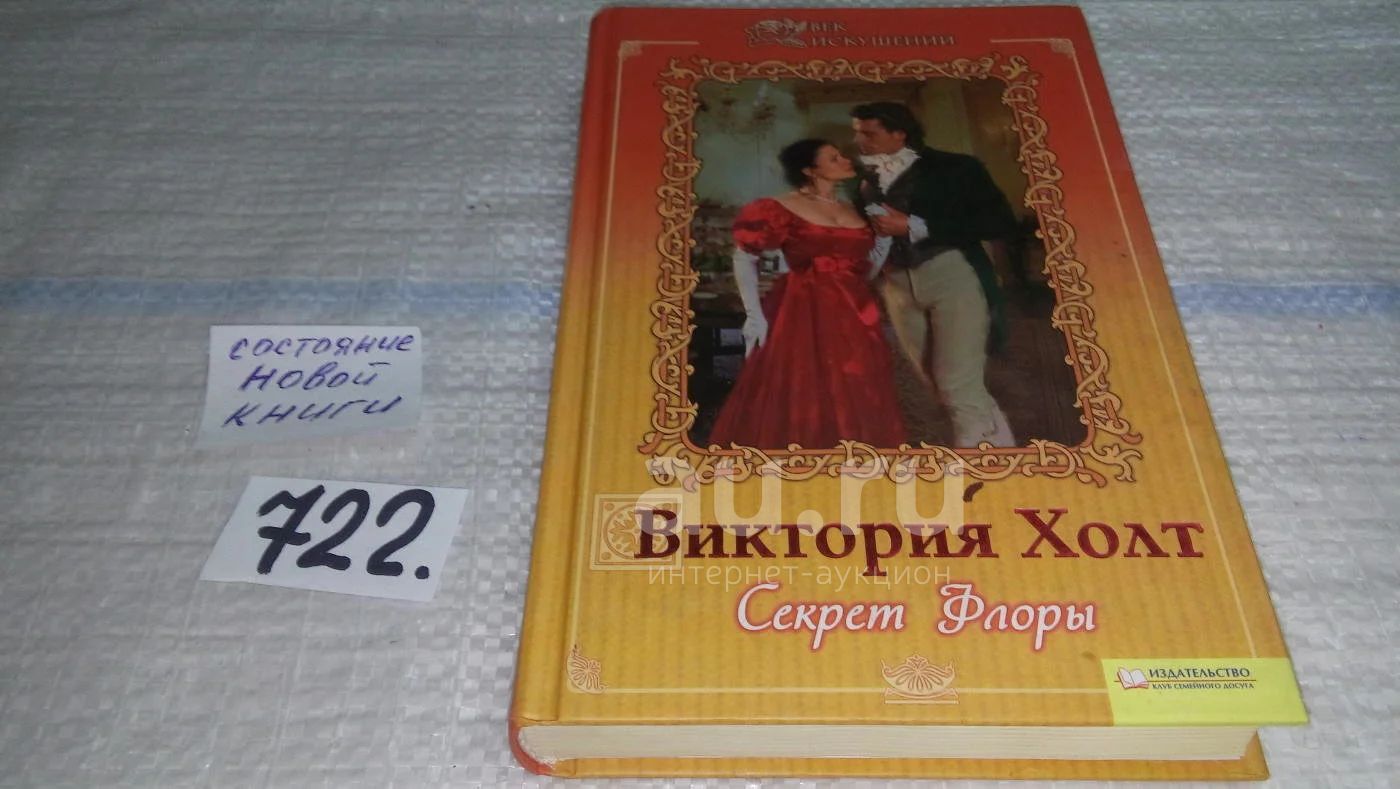 ВЕК
ИСКУШЕНИЙ
состояние
новой
книги
722.
au.ru
Виктория Холт
интернет-аукцион
Секрет Флоры
ИЗДАТЕЛЬСТВО
КЛУБ СЕМЕЙНОГО ДОСУГА